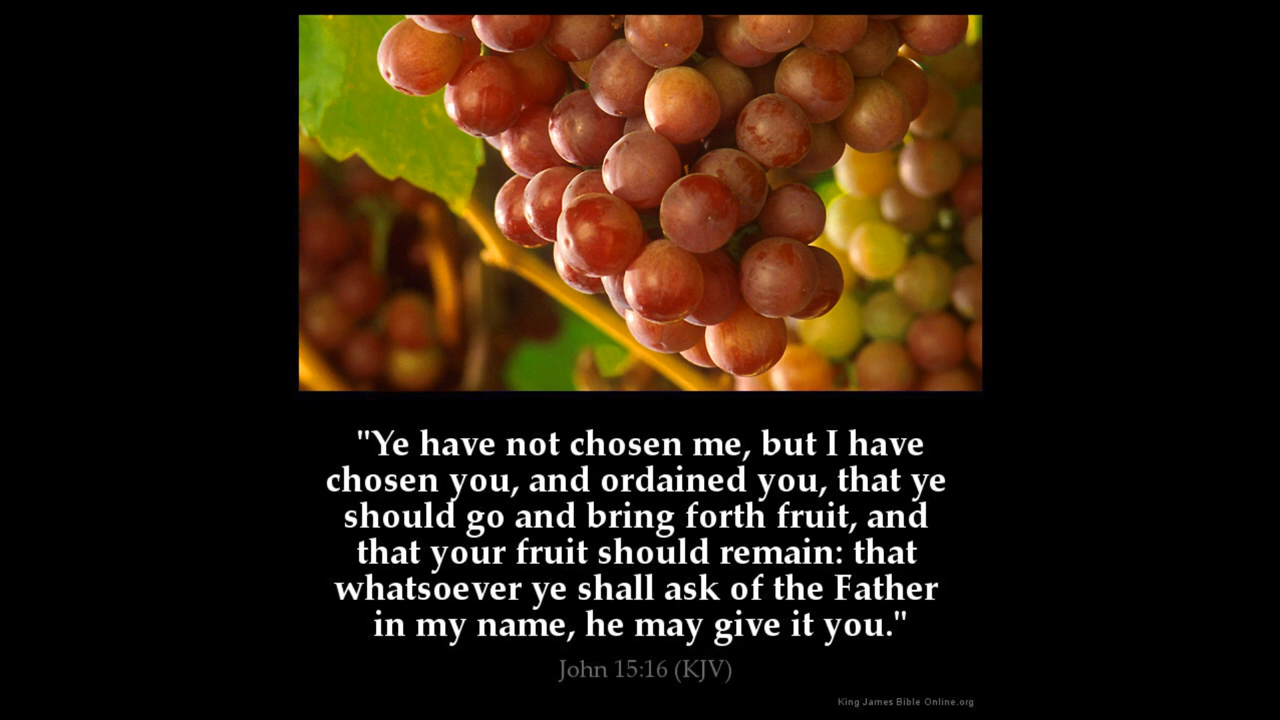 "Ye have not chosen me, but I have
chosen you, and ordained you, that ye
should go and bring forth fruit, and
that your fruit should remain: that
whatsoever ye shall ask of the Father
in my name, he may give it you."
John 15:16 (KJV)
King James Bible Online.org